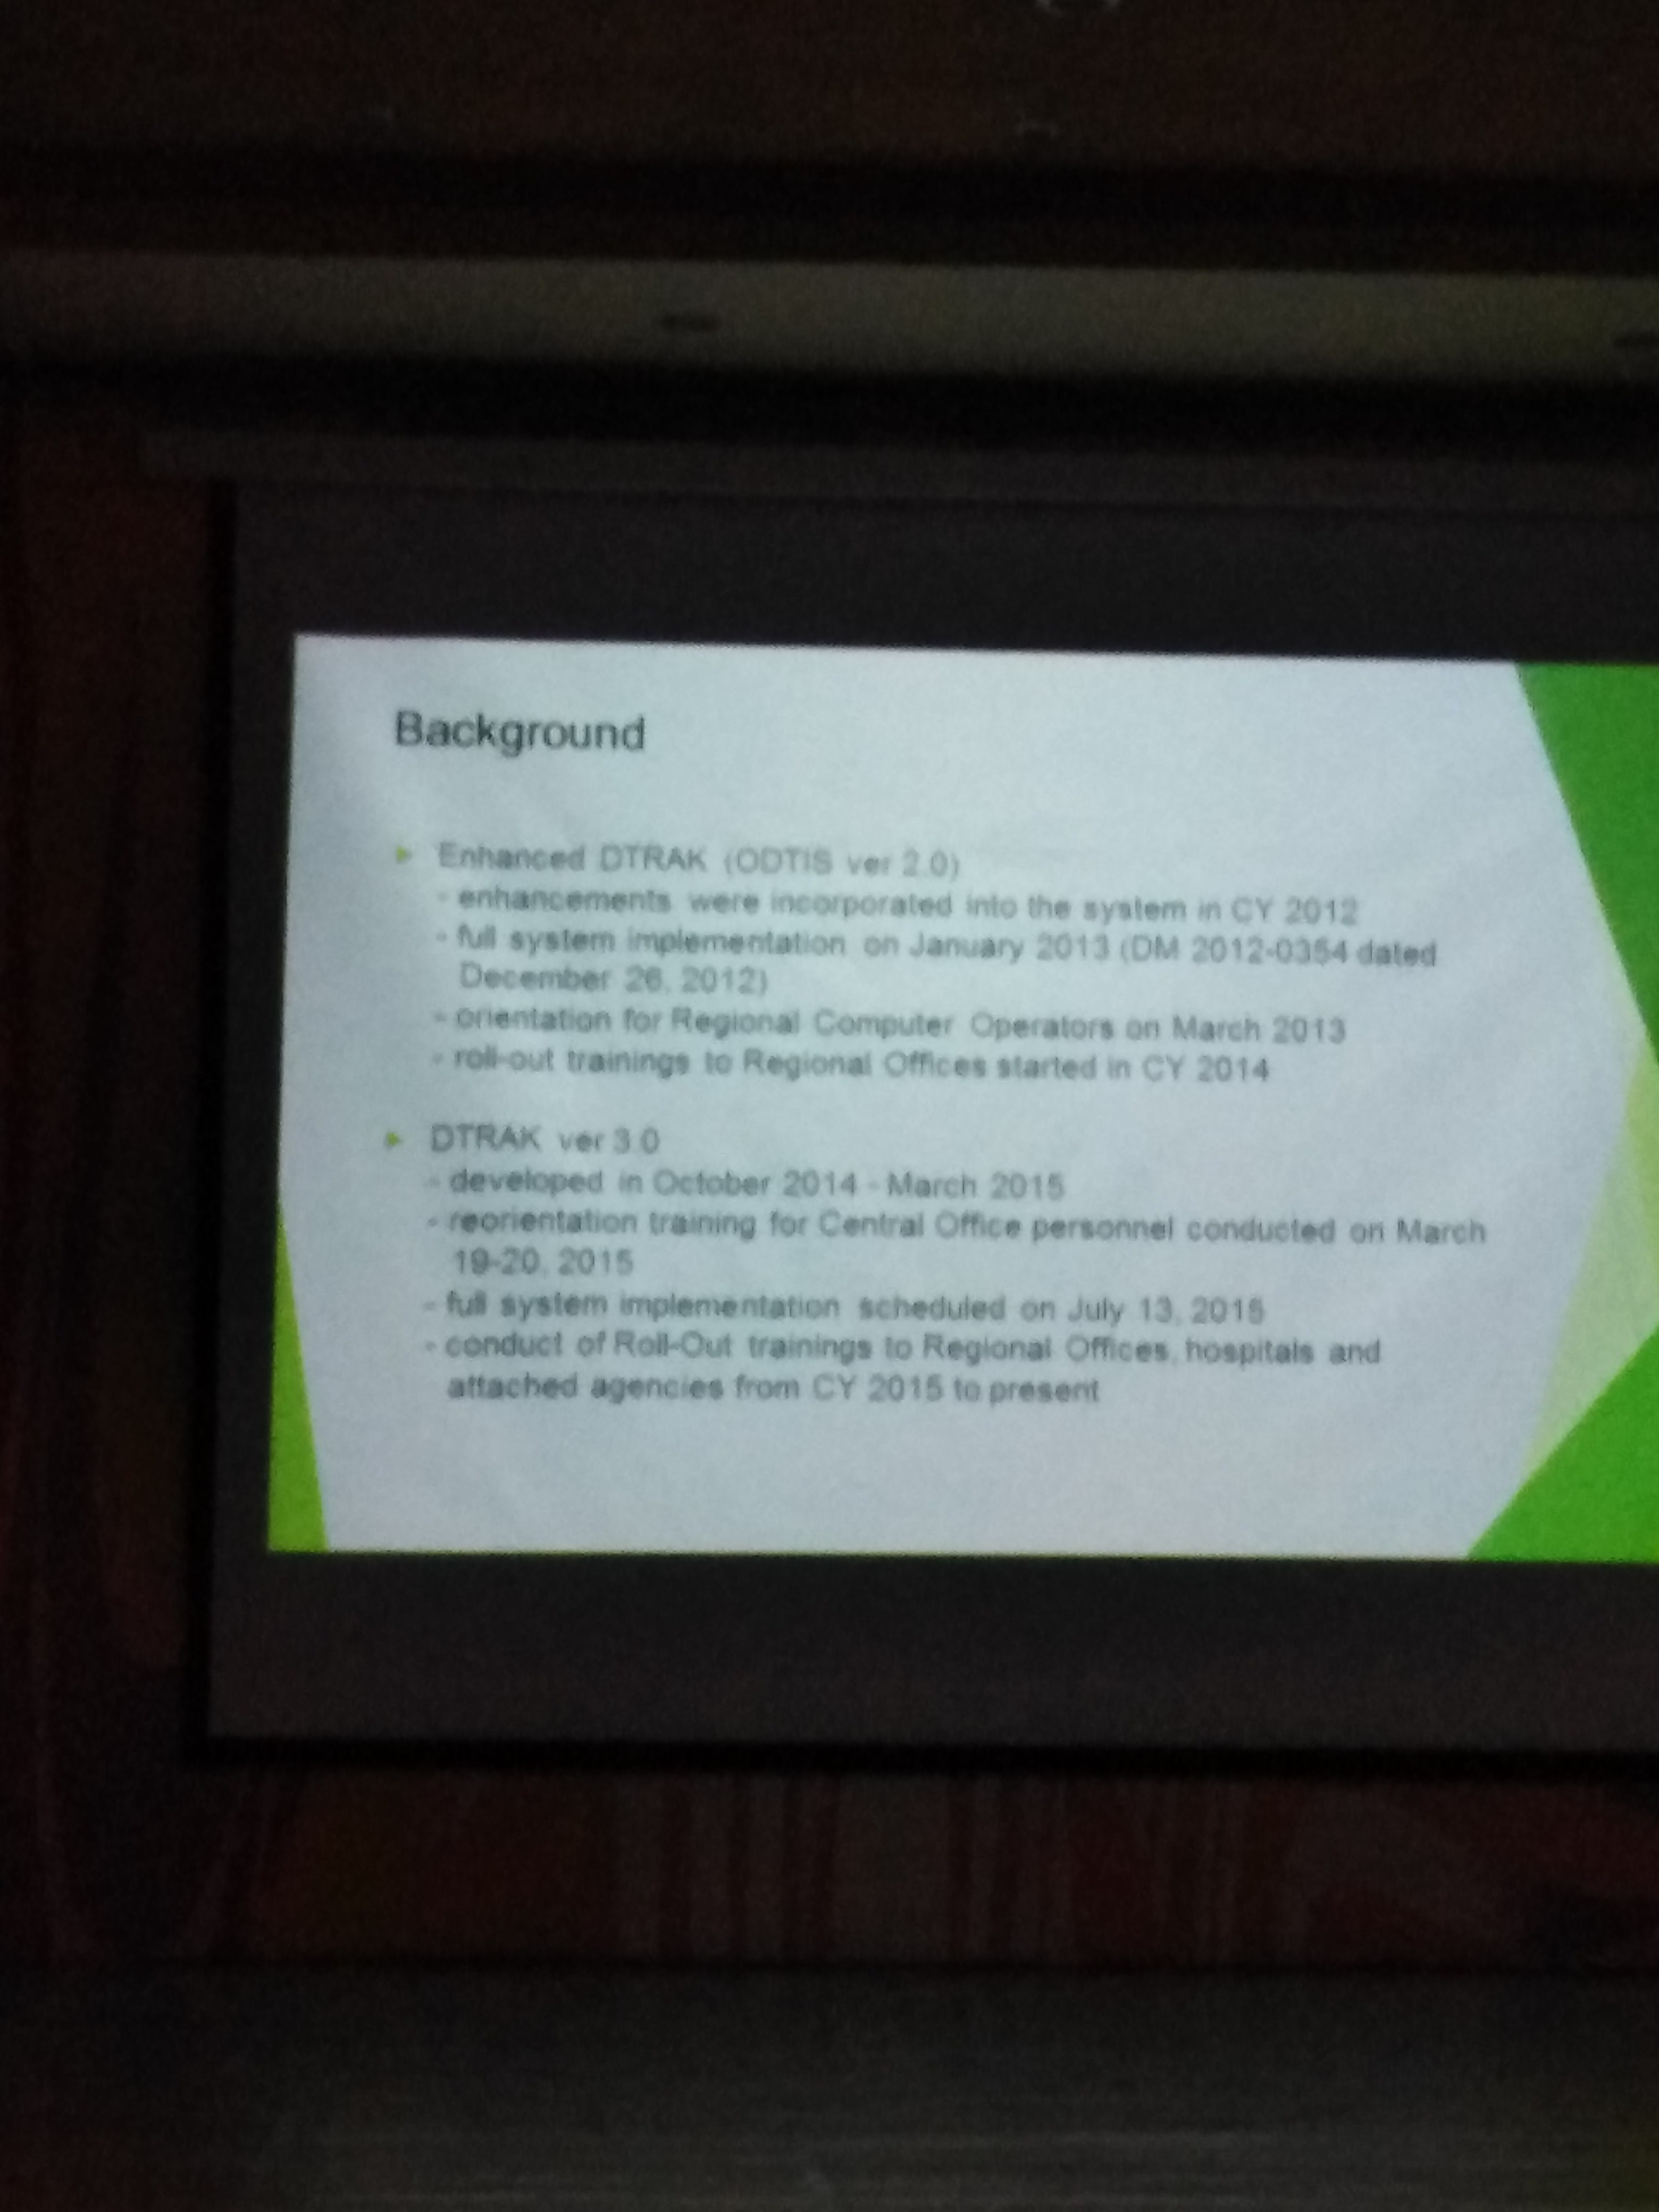 Background
Enhanced DTRAK (ODTIS ver 2.0)
- enhancements were incorporated into the system in CY 2012
- full system implementation on January 2013 (DM 2012-0354 dated
December 26, 2012)
- orientation for Regional Computer Operators on March 2013
- roll-out trainings to Regional Offices started in CY 2014
DTRAK ver 3.0
- developed in October 2014 - March 2015
- reorientation training for Central Office personnel conducted on March
19-20, 2015
- full system implementation scheduled on July 13, 2015
- conduct of Roll-Out trainings to Regional Offices, hospitals and
attached agencies from CY 2015 to present